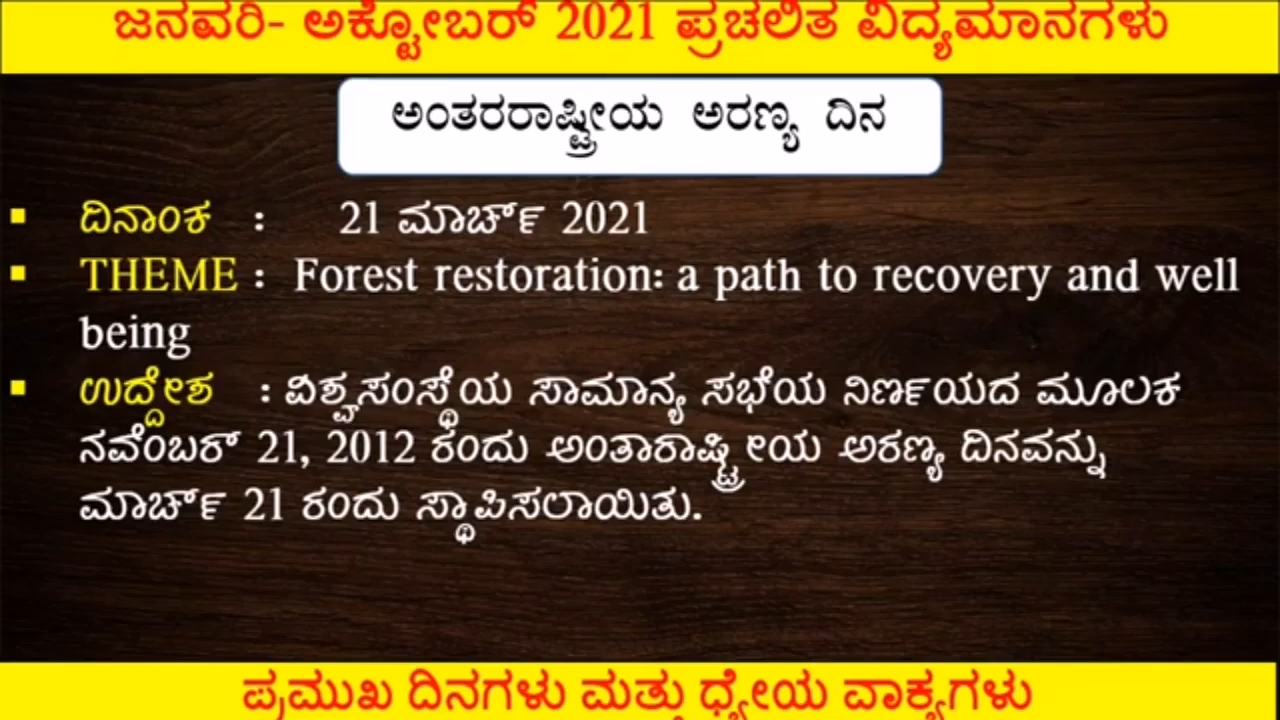 ಜನವರಿ- ಅಕ್ಟೋಬರ್ 2021 ಪ್ರಚಲಿತ ವಿದ್ಯಮಾನಗಳು
ಅಂತರರಾಷ್ಟ್ರೀಯ ಅರಣ್ಯ ದಿನ
▪ ದಿನಾಂಕ : 21 ಮಾರ್ಚ್ 2021
▪ THEME : Forest restoration: a path to recovery and well
being
▪ ಉದ್ದೇಶ : ವಿಶ್ವಸಂಸ್ಥೆಯ ಸಾಮಾನ್ಯ ಸಭೆಯ ನಿರ್ಣಯದ ಮೂಲಕ
ನವೆಂಬರ್ 21, 2012 ರಂದು ಅಂತಾರಾಷ್ಟ್ರೀಯ ಅರಣ್ಯ ದಿನವನ್ನು
ಮಾರ್ಚ್ 21 ರಂದು ಸ್ಥಾಪಿಸಲಾಯಿತು.
ಪ್ರಮುಖ ದಿನಗಳು ಮತ್ತು ಧ್ಯೇಯ ವಾಕ್ಯಗಳು